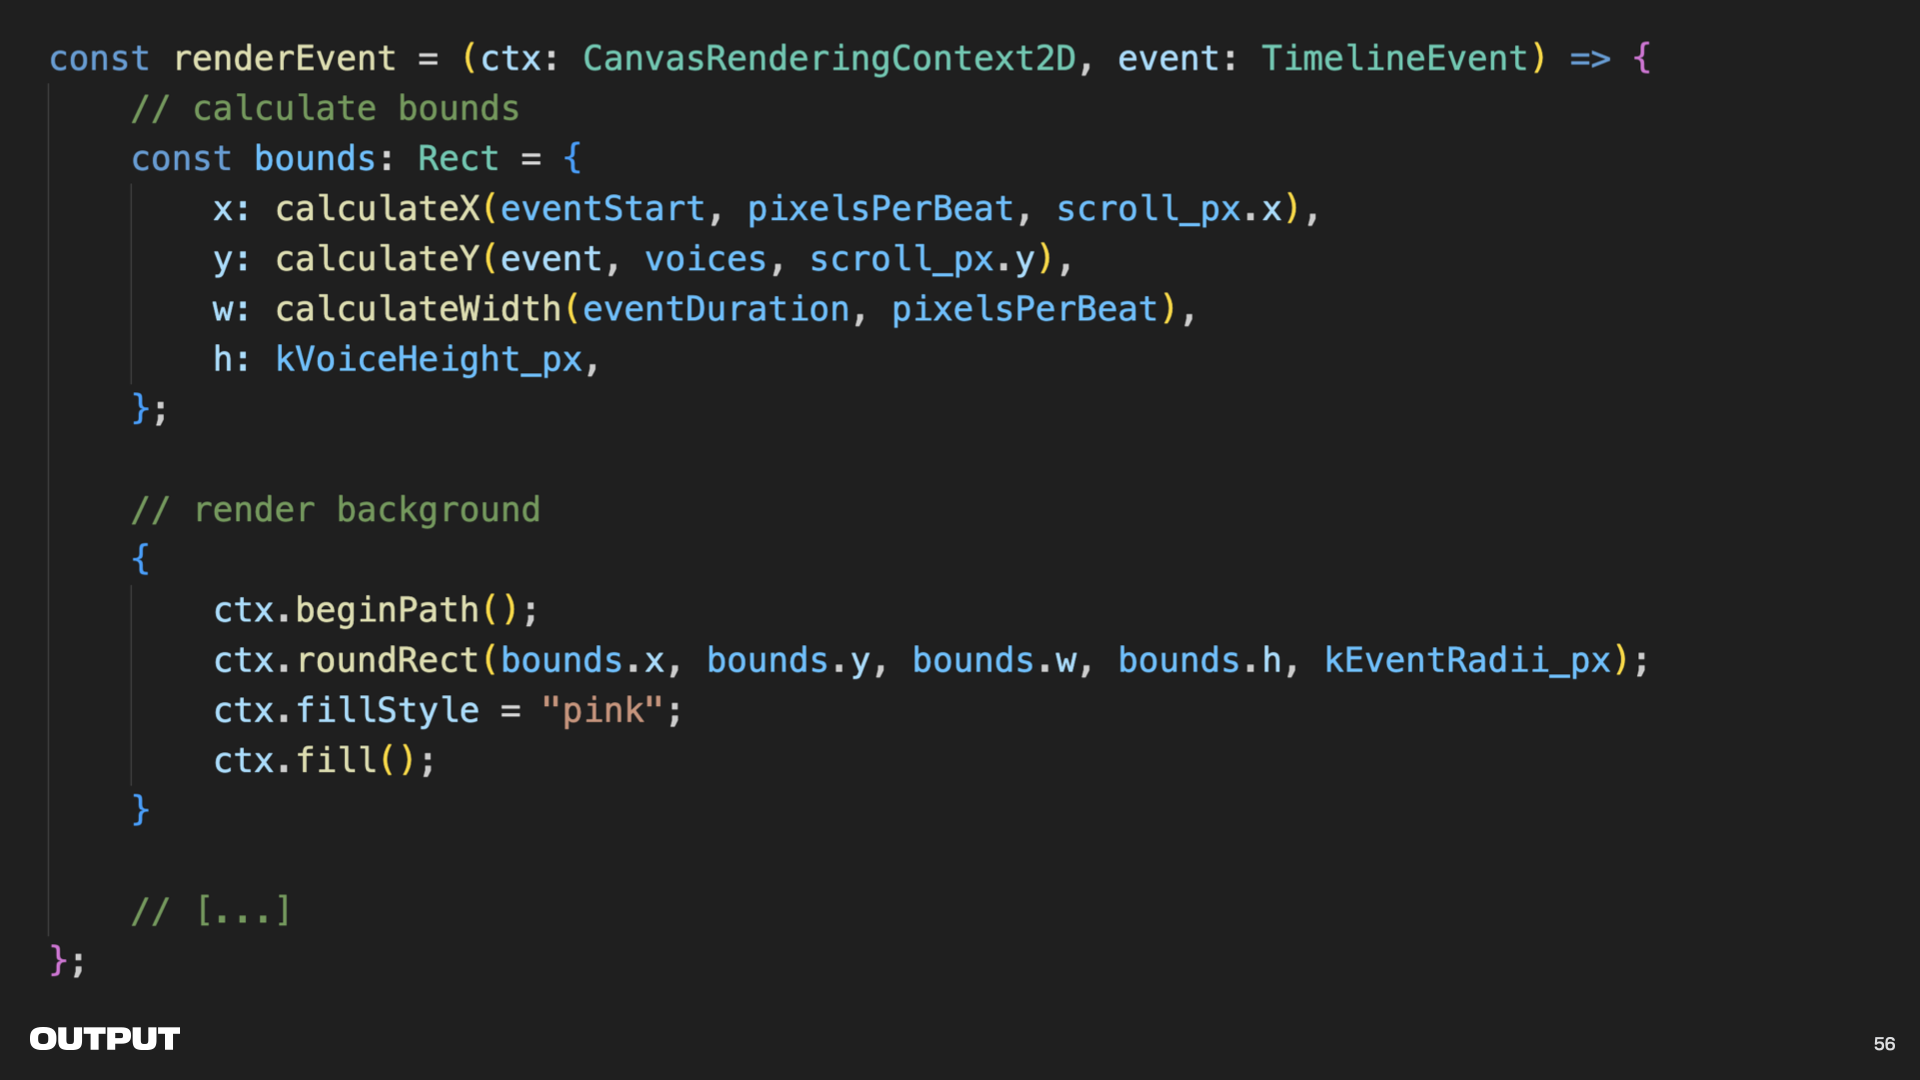 const renderEvent = (ctx: CanvasRenderingContext2D, event: TimelineEvent) => {
    // calculate bounds
    const bounds: Rect = {
        x: calculateX(eventStart, pixelsPerBeat, scroll_px.x),
        y: calculateY(event, voices, scroll_px.y),
        w: calculateWidth(eventDuration, pixelsPerBeat),
        h: kVoiceHeight_px,
    };

    // render background
    {
        ctx.beginPath();
        ctx.roundRect(bounds.x, bounds.y, bounds.w, bounds.h, kEventRadii_px);
        ctx.fillStyle = "pink";
        ctx.fill();
    }

    // [...]
};
OUTPUT
56